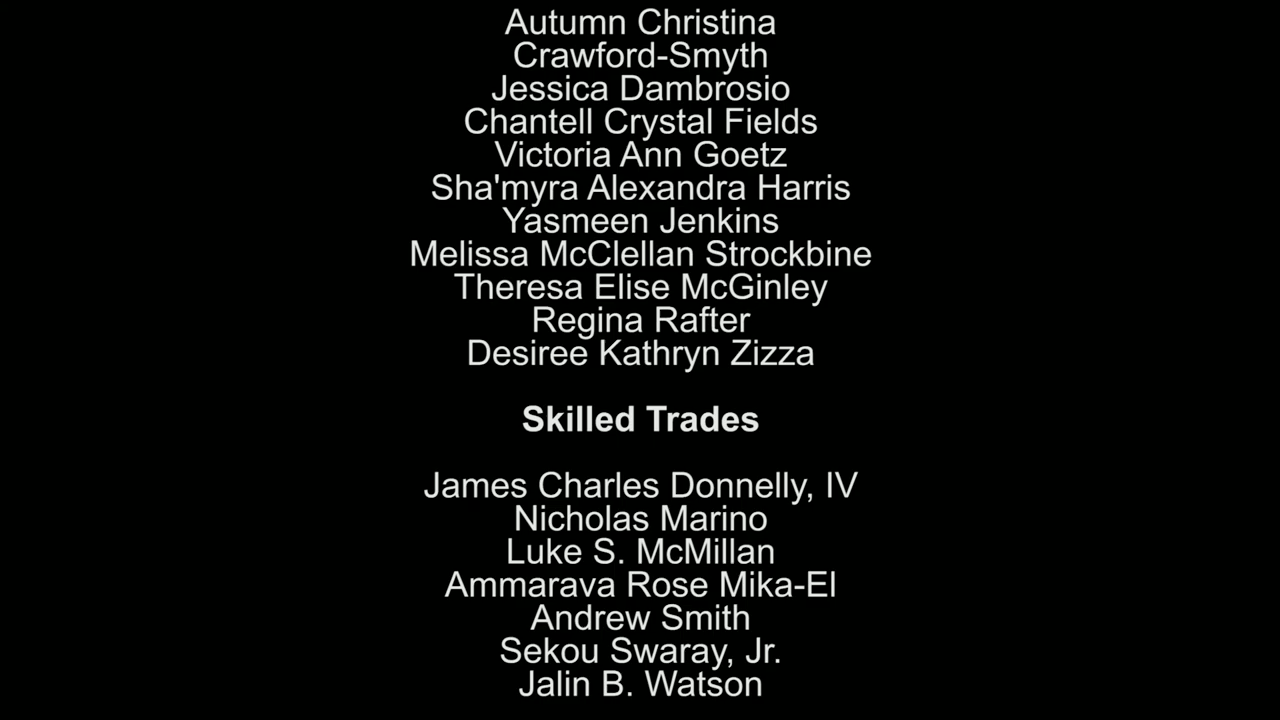 Autumn Christina
Crawford-Smyth
Jessica Dambrosio
Chantell Crystal Fields
Victoria Ann Goetz
Sha'myra Alexandra Harris
Yasmeen Jenkins
Melissa McClellan Strockbine
Theresa Elise McGinley
Regina Rafter
Desiree Kathryn Zizza
Skilled Trades
James Charles Donnelly, IV
Nicholas Marino
Luke S. McMillan
Ammarava Rose Mika-El
Andrew Smith
Sekou Swaray, Jr.
Jalin B. Watson